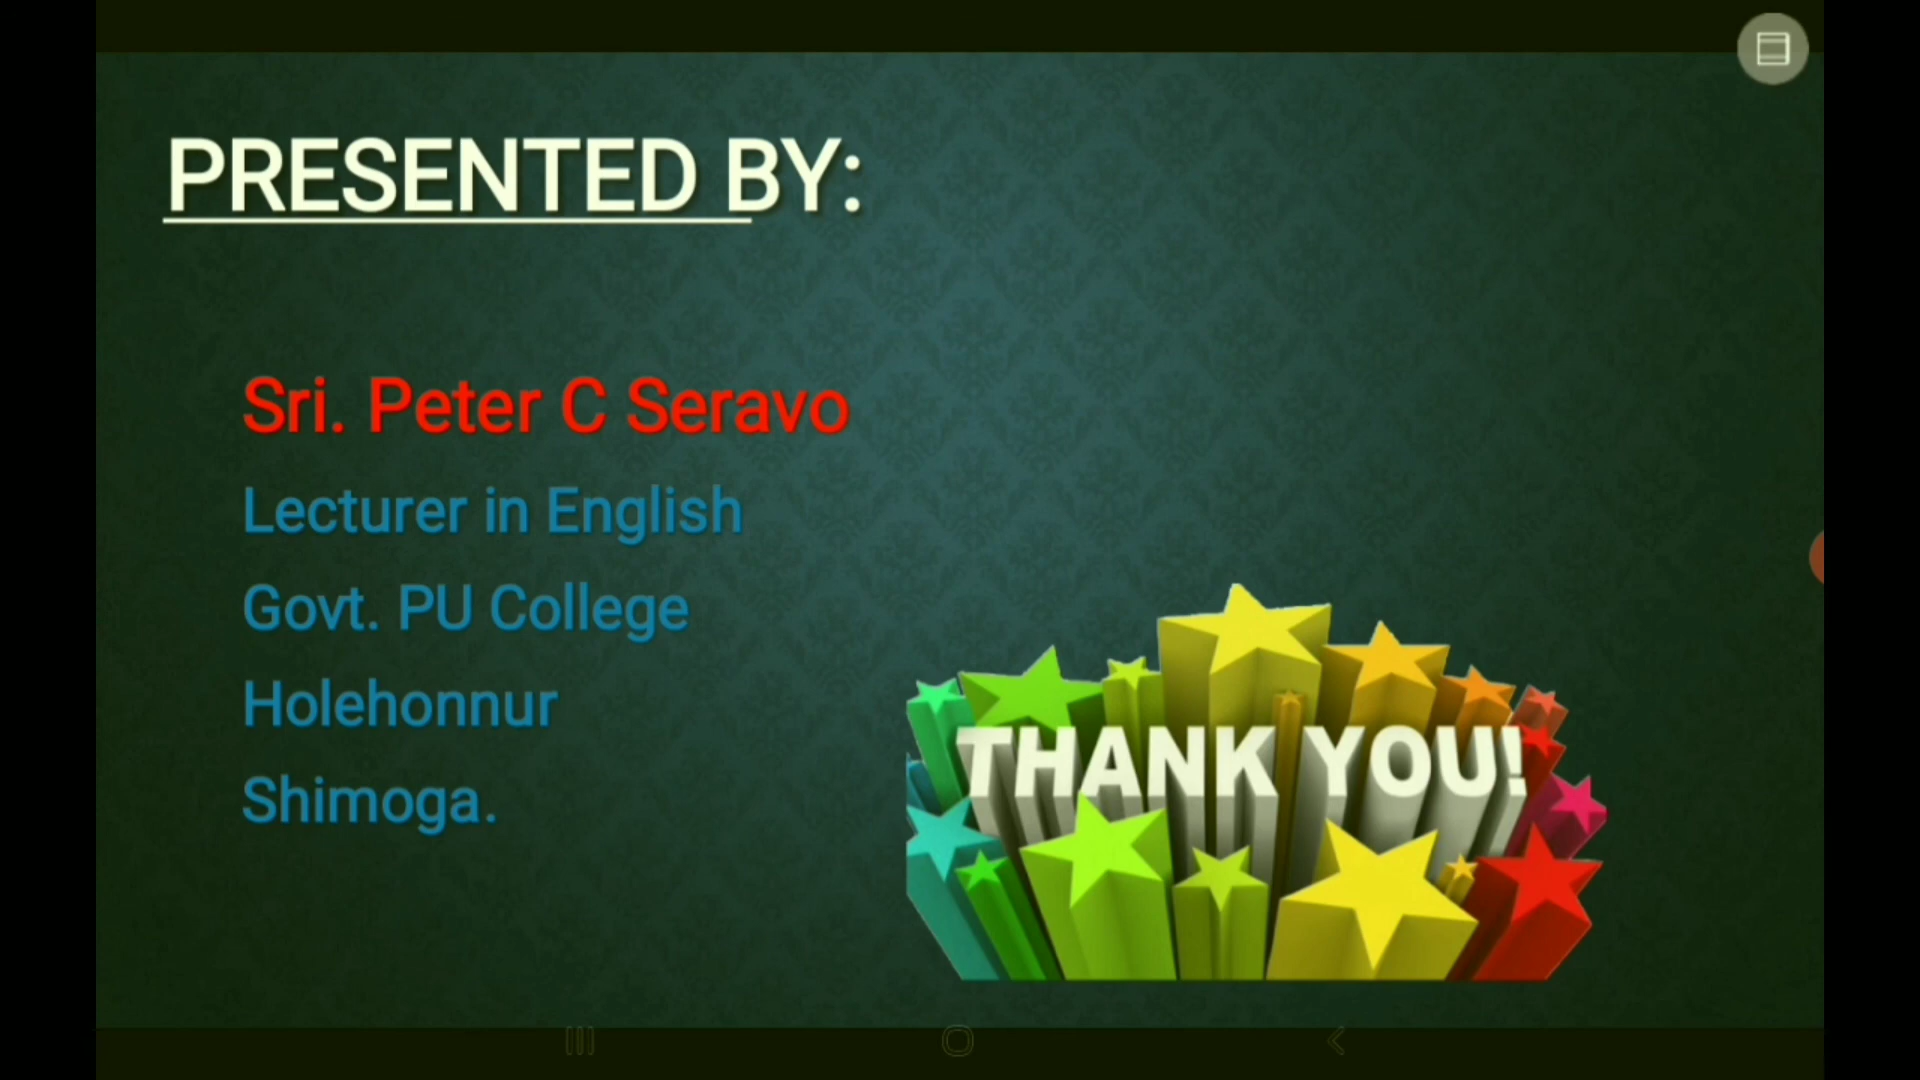 PRESENTED BY:
Sri. Peter C Seravo
Lecturer in English
Govt. PU College
Holehonnur
Shimoga.
THANK YOU!